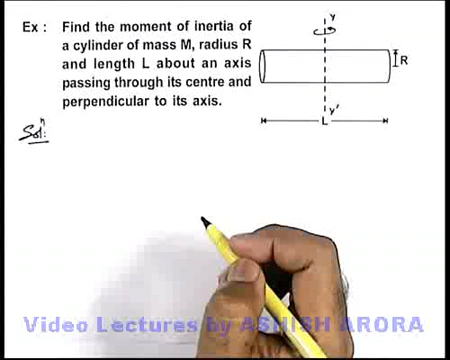 Ex : Find the moment of inertia of
a cylinder of mass M, radius R
and length L about an axis
passing through its centre and
perpendicular to its axis.
Y
R
Y'
L
Solⁿ:
Video Lectures by ASHISH ARORA